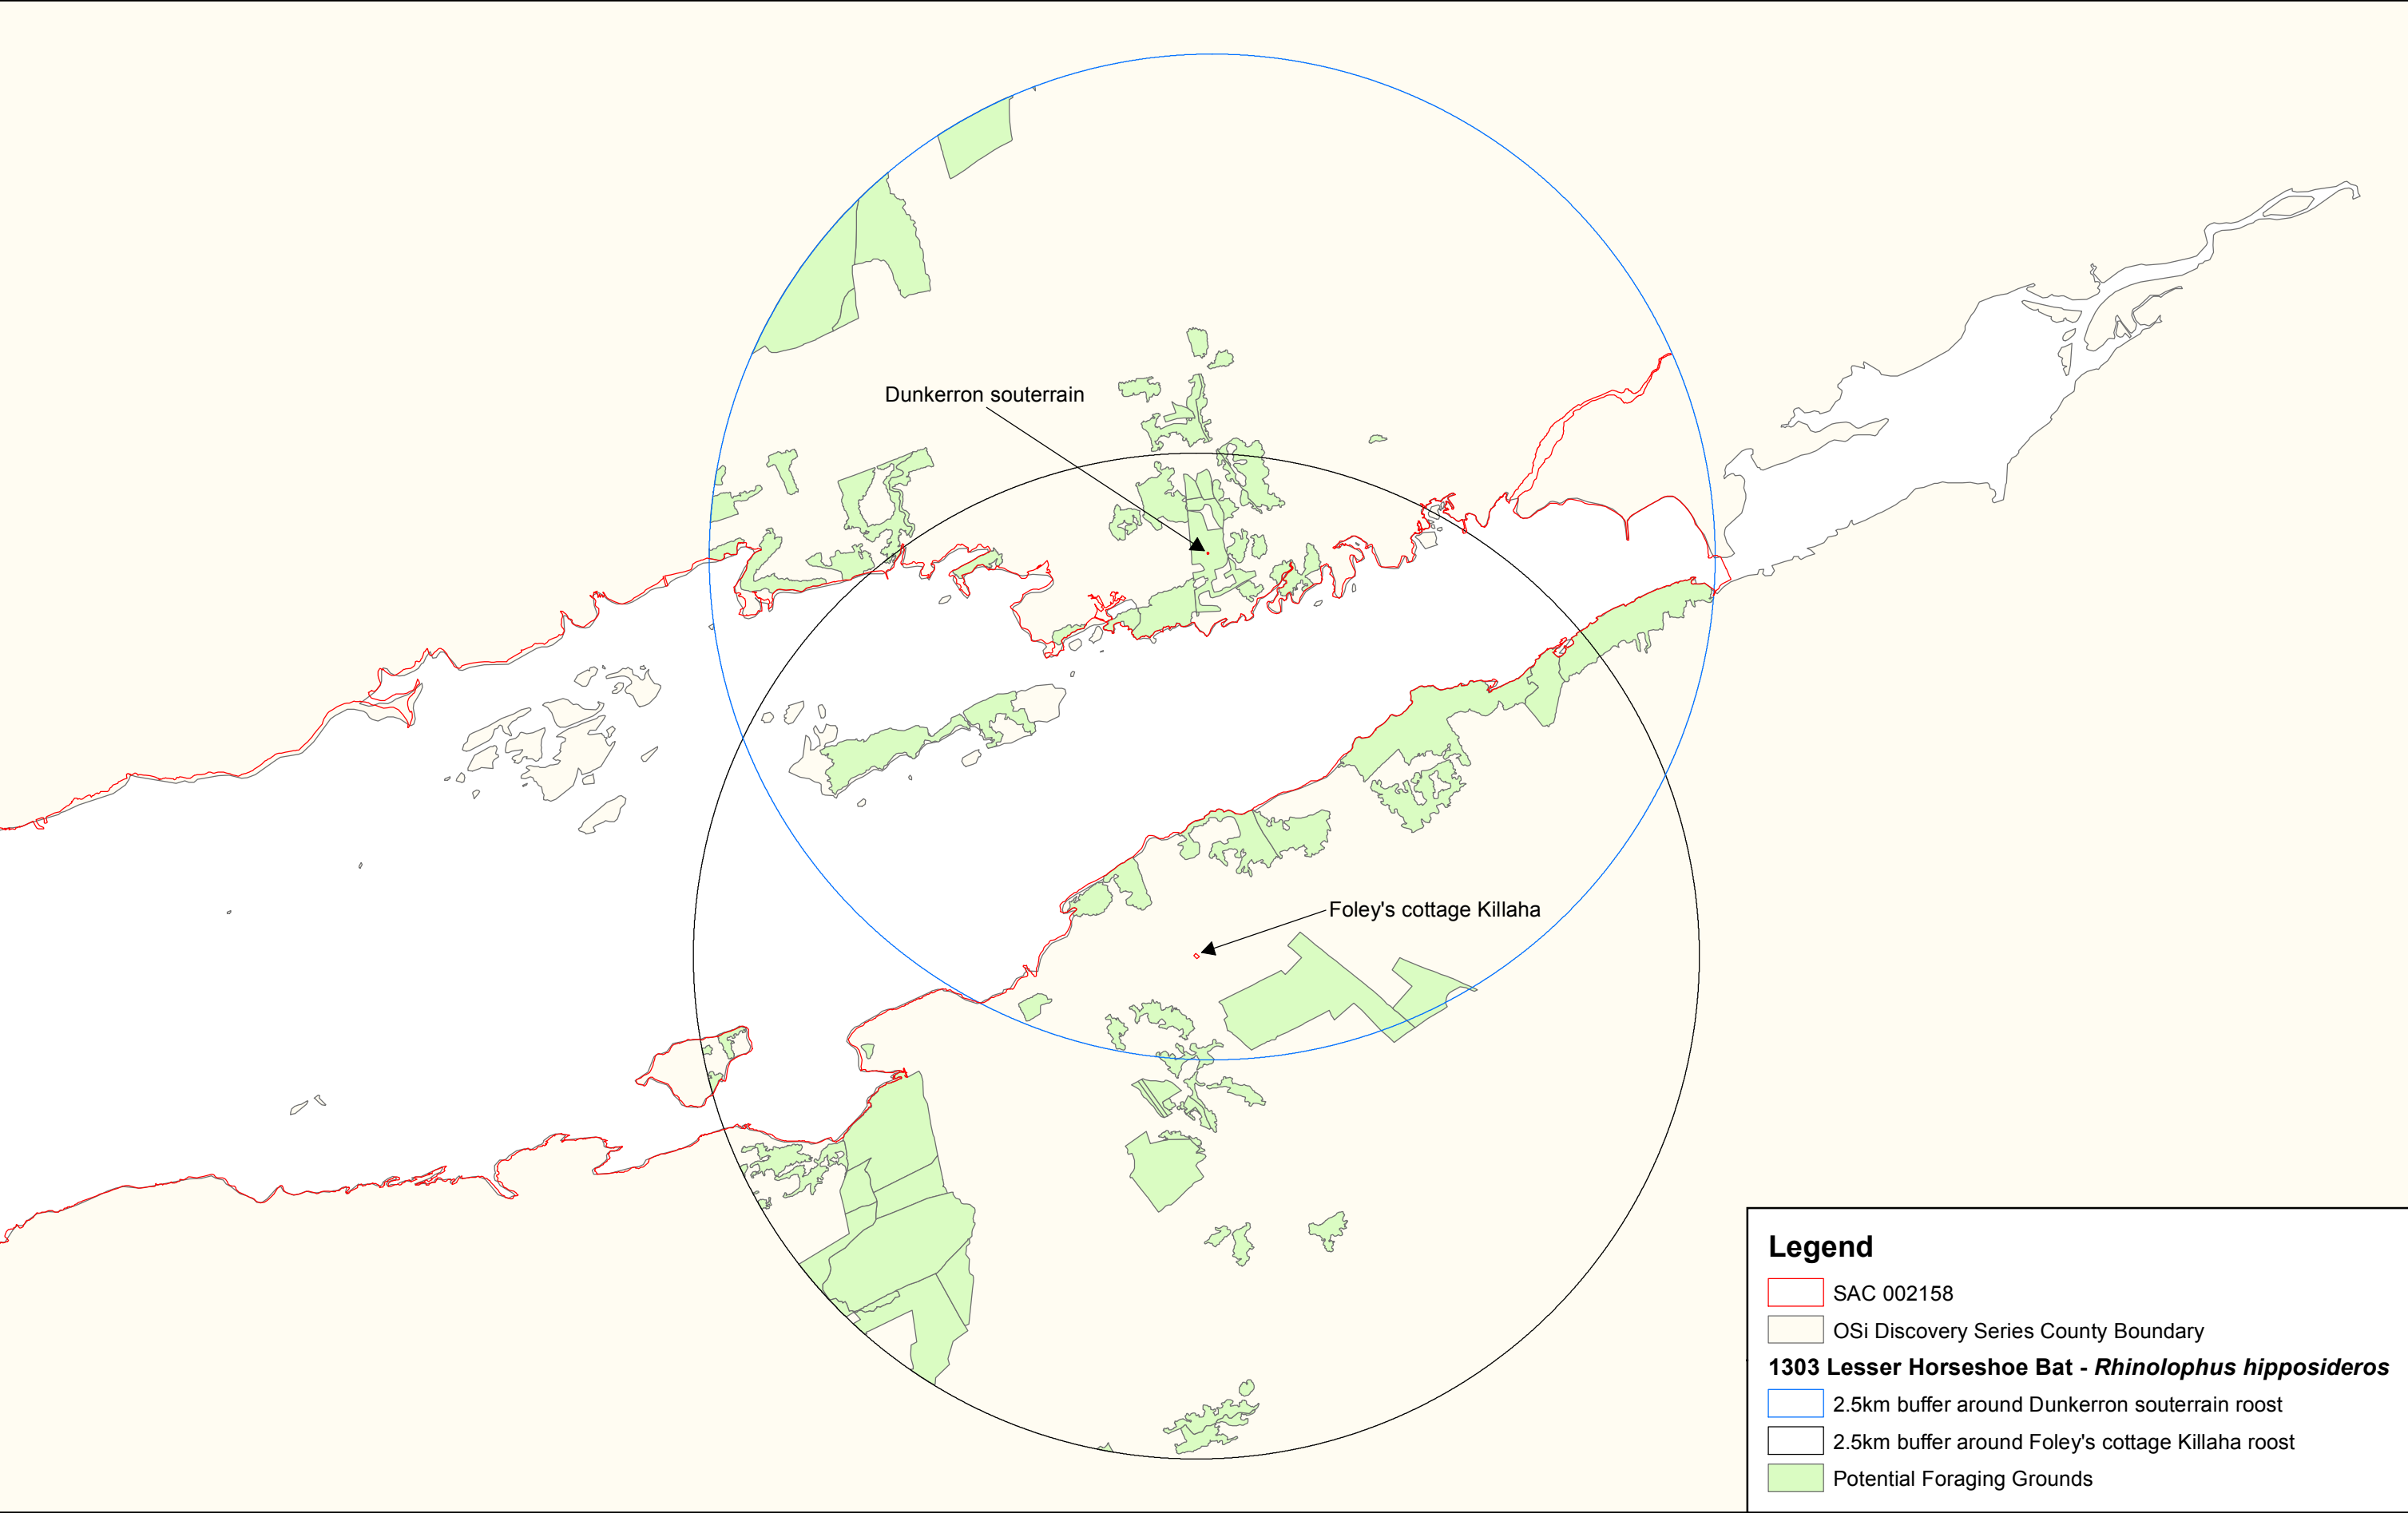 Dunkerron souterrain
Foley's cottage Killaha
Legend
SAC 002158
OSi Discovery Series County Boundary
1303 Lesser Horseshoe Bat - Rhinolophus hipposideros
2.5km buffer around Dunkerron souterrain roost
2.5km buffer around Foley's cottage Killaha roost
Potential Foraging Grounds